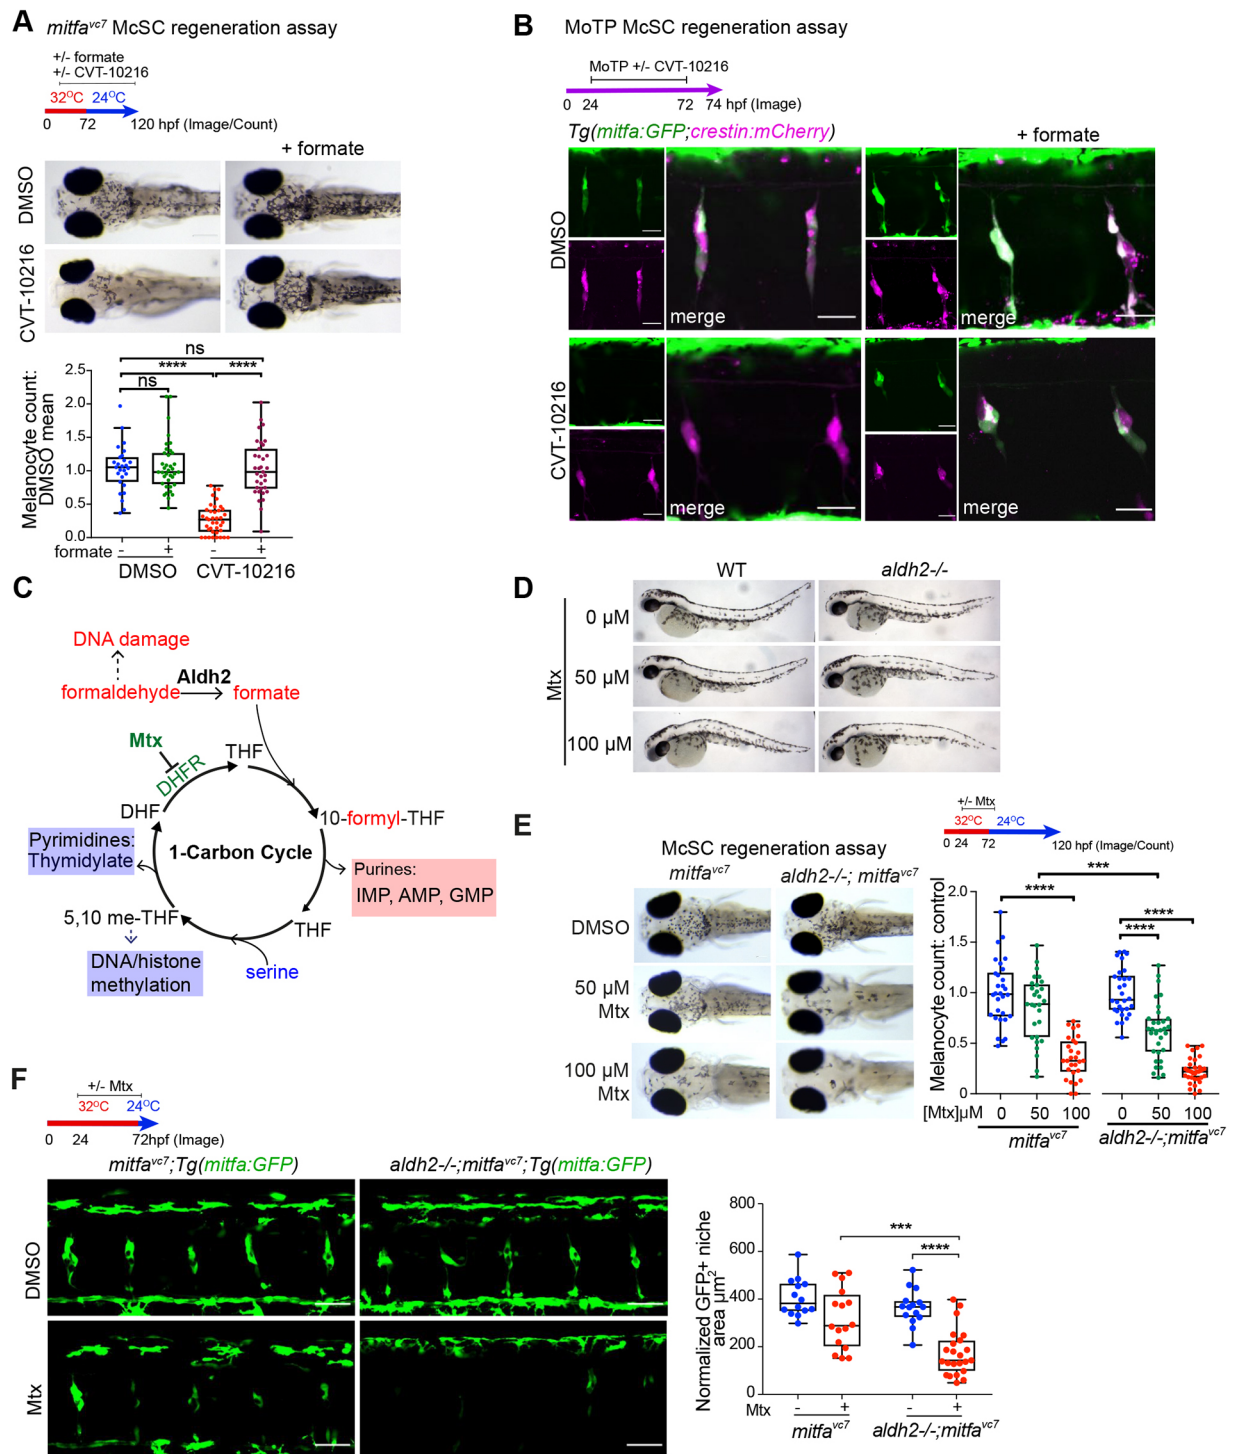 A
mitfavc7 McSC regeneration assay
+/- formate
+/- CVT-10216
32OC 24OC
0 72 120 hpf (Image/Count)
+ formate
DMSO
CVT-10216
ns
**** ****
ns
Melanocyte count:
DMSO mean
2.5
2.0
1.5
1.0
0.5
0.0
formate - + - +
DMSO CVT-10216
B
MoTP McSC regeneration assay
MoTP +/- CVT-10216
0 24 72 74 hpf (Image)
Tg(mitfa:GFP;crestin:mCherry)
+ formate
DMSO
merge merge
CVT-10216
merge merge
C
DNA damage
Aldh2
formaldehyde formate
Mtx
DHFR
THF
DHF
10-formyl-THF
Pyrimidines:
Thymidylate
1-Carbon Cycle
Purines:
IMP, AMP, GMP
5,10 me-THF
THF
DNA/histone
methylation
serine
D
WT aldh2-/-
Mtx
0 µM
50 µM
100 µM
E
McSC regeneration assay
mitfavc7 aldh2-/-; mitfavc7
DMSO
50 µM
Mtx
100 µM
Mtx
+/- Mtx
32OC 24OC
0 24 72 120 hpf (Image/Count)
***
**** ****
****
Melanocyte count: control
2.0
1.5
1.0
0.5
0
[Mtx]µM 0 50 100 0 50 100
mitfavc7 aldh2-/-;mitfavc7
F
+/- Mtx
32OC 24OC
0 24 72hpf (Image)
mitfavc7;Tg(mitfa:GFP) aldh2-/-;mitfavc7;Tg(mitfa:GFP)
DMSO
Mtx
***
****
Normalized GFP+ niche
area µm2
800
600
400
200
0
Mtx - + - +
mitfavc7 aldh2-/-;mitfavc7